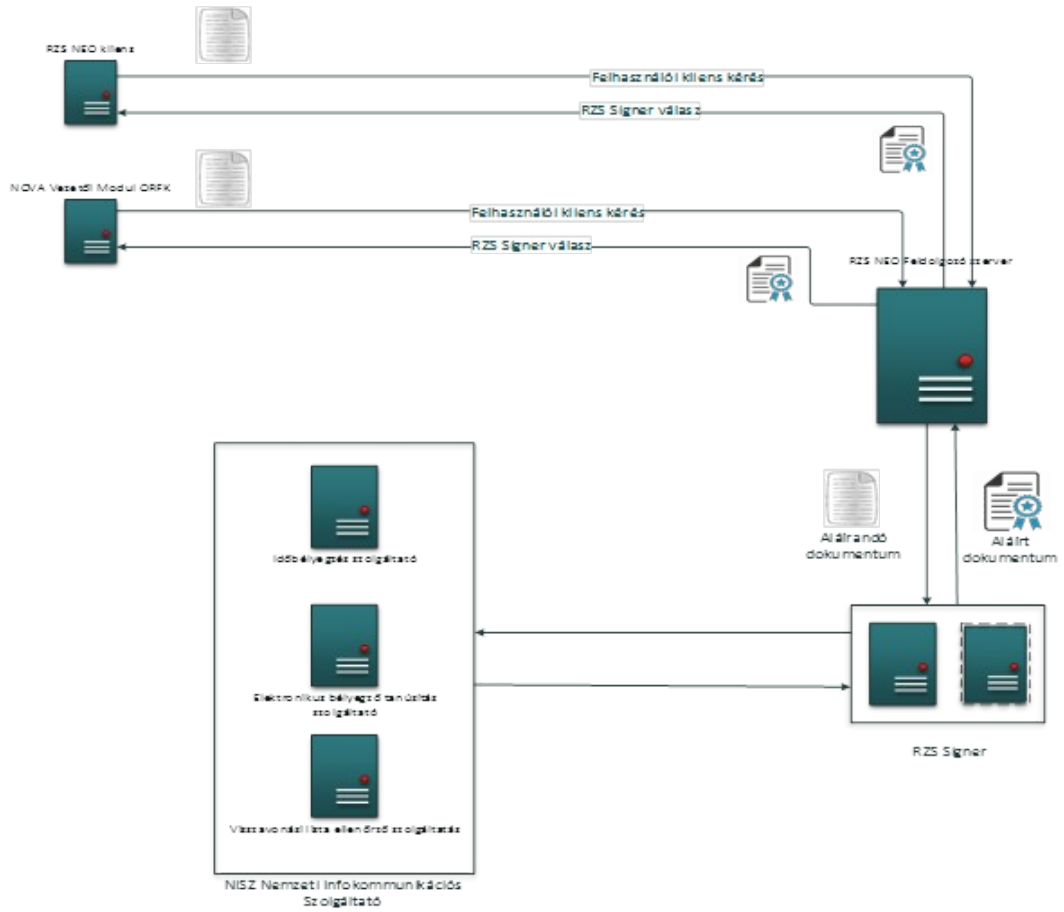 RZS NEO kliens
Felhasználói kliens kérés
RZS Signer válasz
NOVA Vezetői Modul ORFK
Felhasználói kliens kérés
RZS Signer válasz
RZS NEO Feldolgozó szerver
Aláírandó
dokumentum
Aláírt
dokumentum
Időbélyegzés szolgáltató
Elektronikus bélyegző tanúsítás
szolgáltató
Visszavonási lista ellenőrző szolgáltatás
RZS Signer
NISZ Nemzeti Infokommunikációs
Szolgáltató